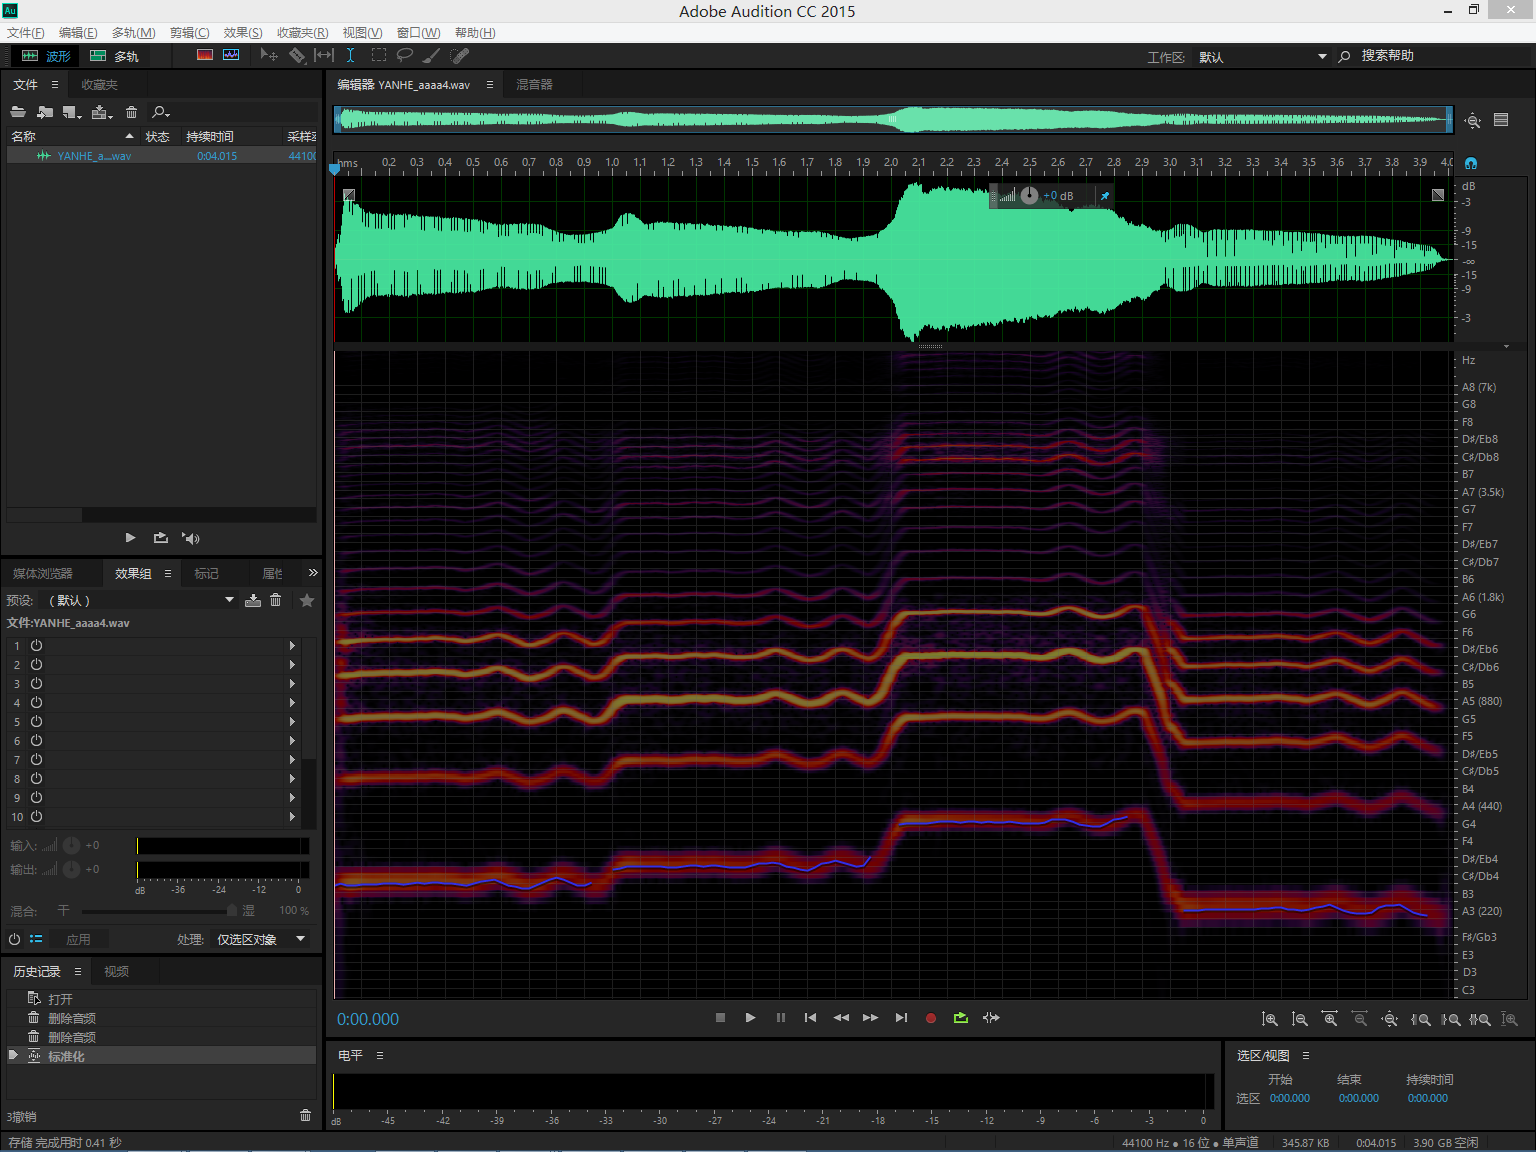 Au Adobe Audition CC 2015
文件(F) 编辑(E) 多轨(M) 剪辑(C) 效果(S) 收藏夹(R) 视图(V) 窗口(W) 帮助(H)
波形 多轨 工作区: 默认 搜索帮助
文件 收藏夹
名称 状态 持续时间 采样率
YANHE_a...wav 0:04.015 44100
编辑器: YANHE_aaaa4.wav 混音器
hms 0.2 0.3 0.4 0.5 0.6 0.7 0.8 0.9 1.0 1.1 1.2 1.3 1.4 1.5 1.6 1.7 1.8 1.9 2.0 2.1 2.2 2.3 2.4 2.5 2.6 2.7 2.8 2.9 3.0 3.1 3.2 3.3 3.4 3.5 3.6 3.7 3.8 3.9 4.0
+0 dB
dB
-3
-9
-15
-∞
-15
-9
-3
Hz
A8 (7k)
G8
F8
D♯/Eb8
C♯/Db8
B7
A7 (3.5k)
G7
F7
D♯/Eb7
C♯/Db7
B6
A6 (1.8k)
G6
F6
D♯/Eb6
C♯/Db6
B5
A5 (880)
G5
F5
D♯/Eb5
C♯/Db5
B4
A4 (440)
G4
F4
D♯/Eb4
C♯/Db4
B3
A3 (220)
F♯/Gb3
E3
D3
C3
媒体浏览器 效果组 标记 属性
预设: （默认）
文件:YANHE_aaaa4.wav
1
2
3
4
5
6
7
8
9
10
输入: +0
输出: +0
dB -36 -24 -12 0
混合: 干 湿 100 %
应用 处理: 仅选区对象
历史记录 视频
打开
删除音频
删除音频
标准化
3撤销
0:00.000
电平
dB -45 -42 -39 -36 -33 -30 -27 -24 -21 -18 -15 -12 -9 -6 -3 0
选区/视图
开始 结束 持续时间
选区 0:00.000 0:00.000 0:00.000
存储 完成用时 0.41 秒
44100 Hz ● 16 位 ● 单声道 345.87 KB 0:04.015 3.90 GB 空闲